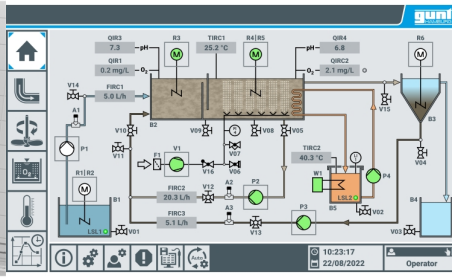 gunt
QIR3
7.3
pH
R3
M
TIRC1
25.2 °C
R4|R5
M
QIR4
6.8
pH
R6
M
QIR1
0.2 mg/L
O₂
QIRC2
2.1 mg/L
O₂
V14
FIRC1
5.0 L/h
A1
B2
V10
V09
V08
V05
V07
V15
B3
P1
V11
F1
V1
V16
V06
TIRC2
40.3 °C
V04
R1|R2
M
FIRC2
20.3 L/h
V12
A2
P2
W1
P4
B1
LSL1
V01
FIRC3
5.1 L/h
A3
V13
P3
LSL2
B5
V02
B4
V03
O₂
Auto
10:23:17
22/08/2022
Operator